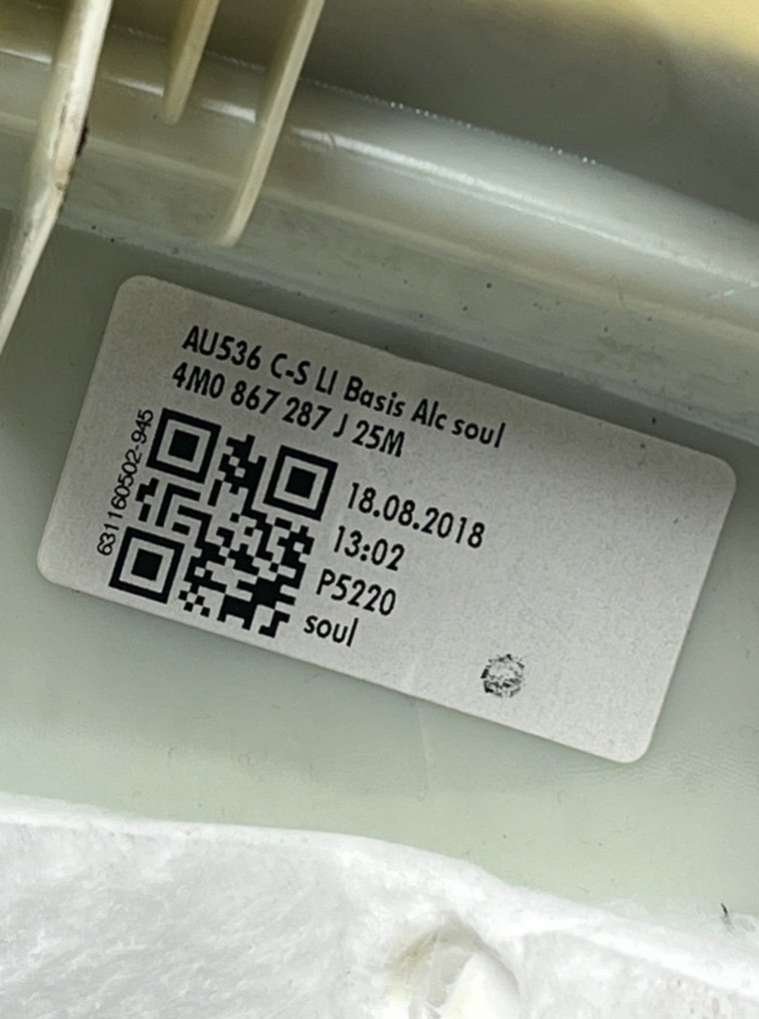 AU536 C-S LI Basis Alc soul
4M0 867 287 J 25M
631160502-945
18.08.2018
13:02
P5220
soul